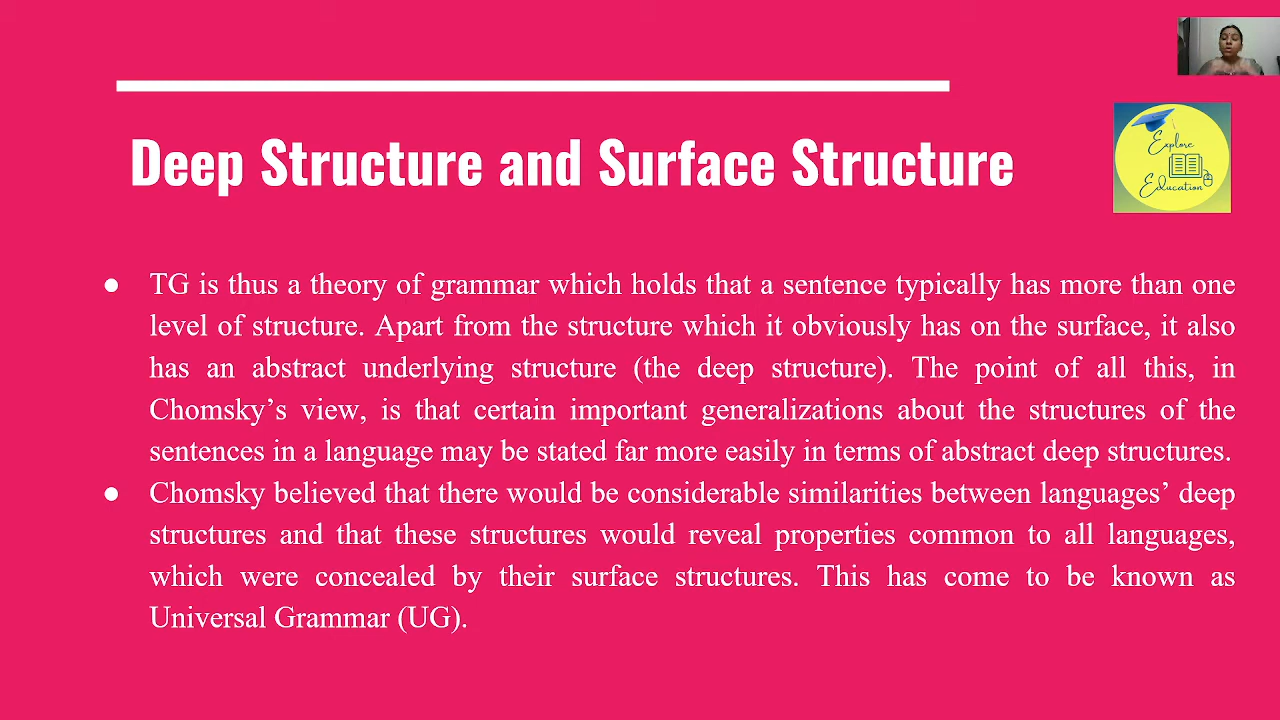 Deep Structure and Surface Structure
Explore
Education
● TG is thus a theory of grammar which holds that a sentence typically has more than one
level of structure. Apart from the structure which it obviously has on the surface, it also
has an abstract underlying structure (the deep structure). The point of all this, in
Chomsky’s view, is that certain important generalizations about the structures of the
sentences in a language may be stated far more easily in terms of abstract deep structures.
● Chomsky believed that there would be considerable similarities between languages’ deep
structures and that these structures would reveal properties common to all languages,
which were concealed by their surface structures. This has come to be known as
Universal Grammar (UG).